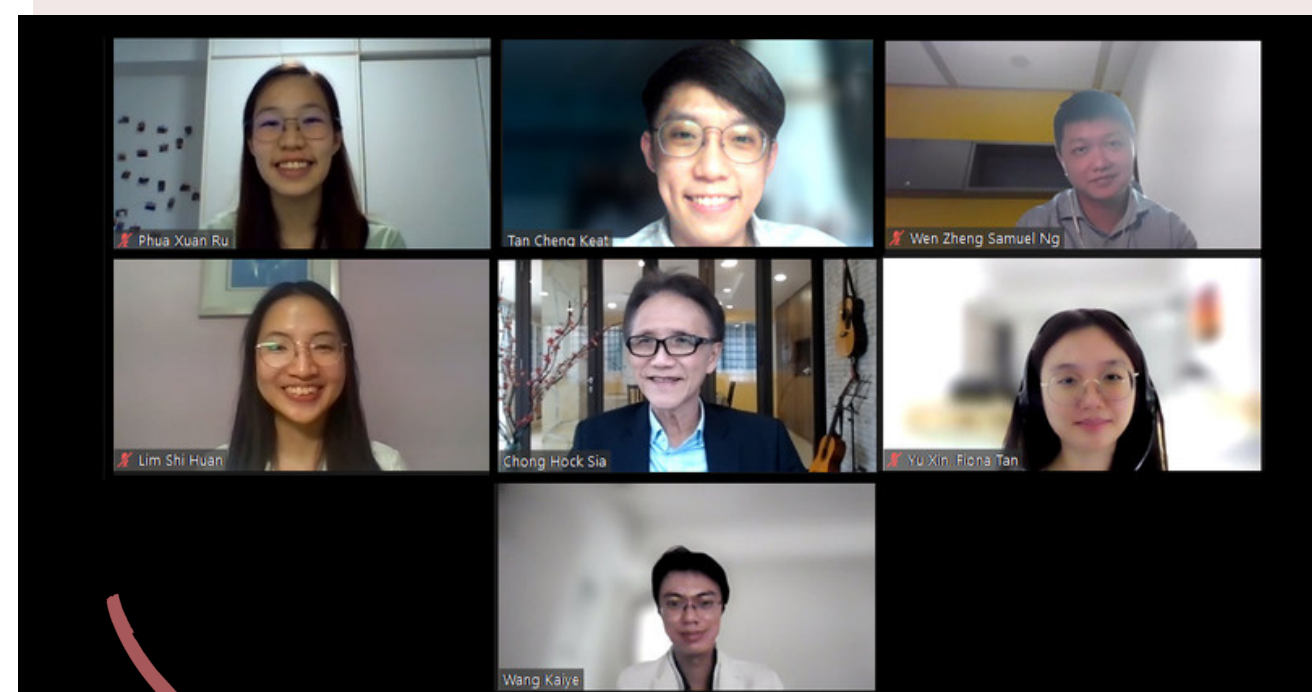 Phua Xuan Ru
Tan Cheng Keat
Wen Zheng Samuel Ng
Lim Shi Huan
Chong Hock Sia
Yu Xin, Fiona Tan
Wang Kaiye